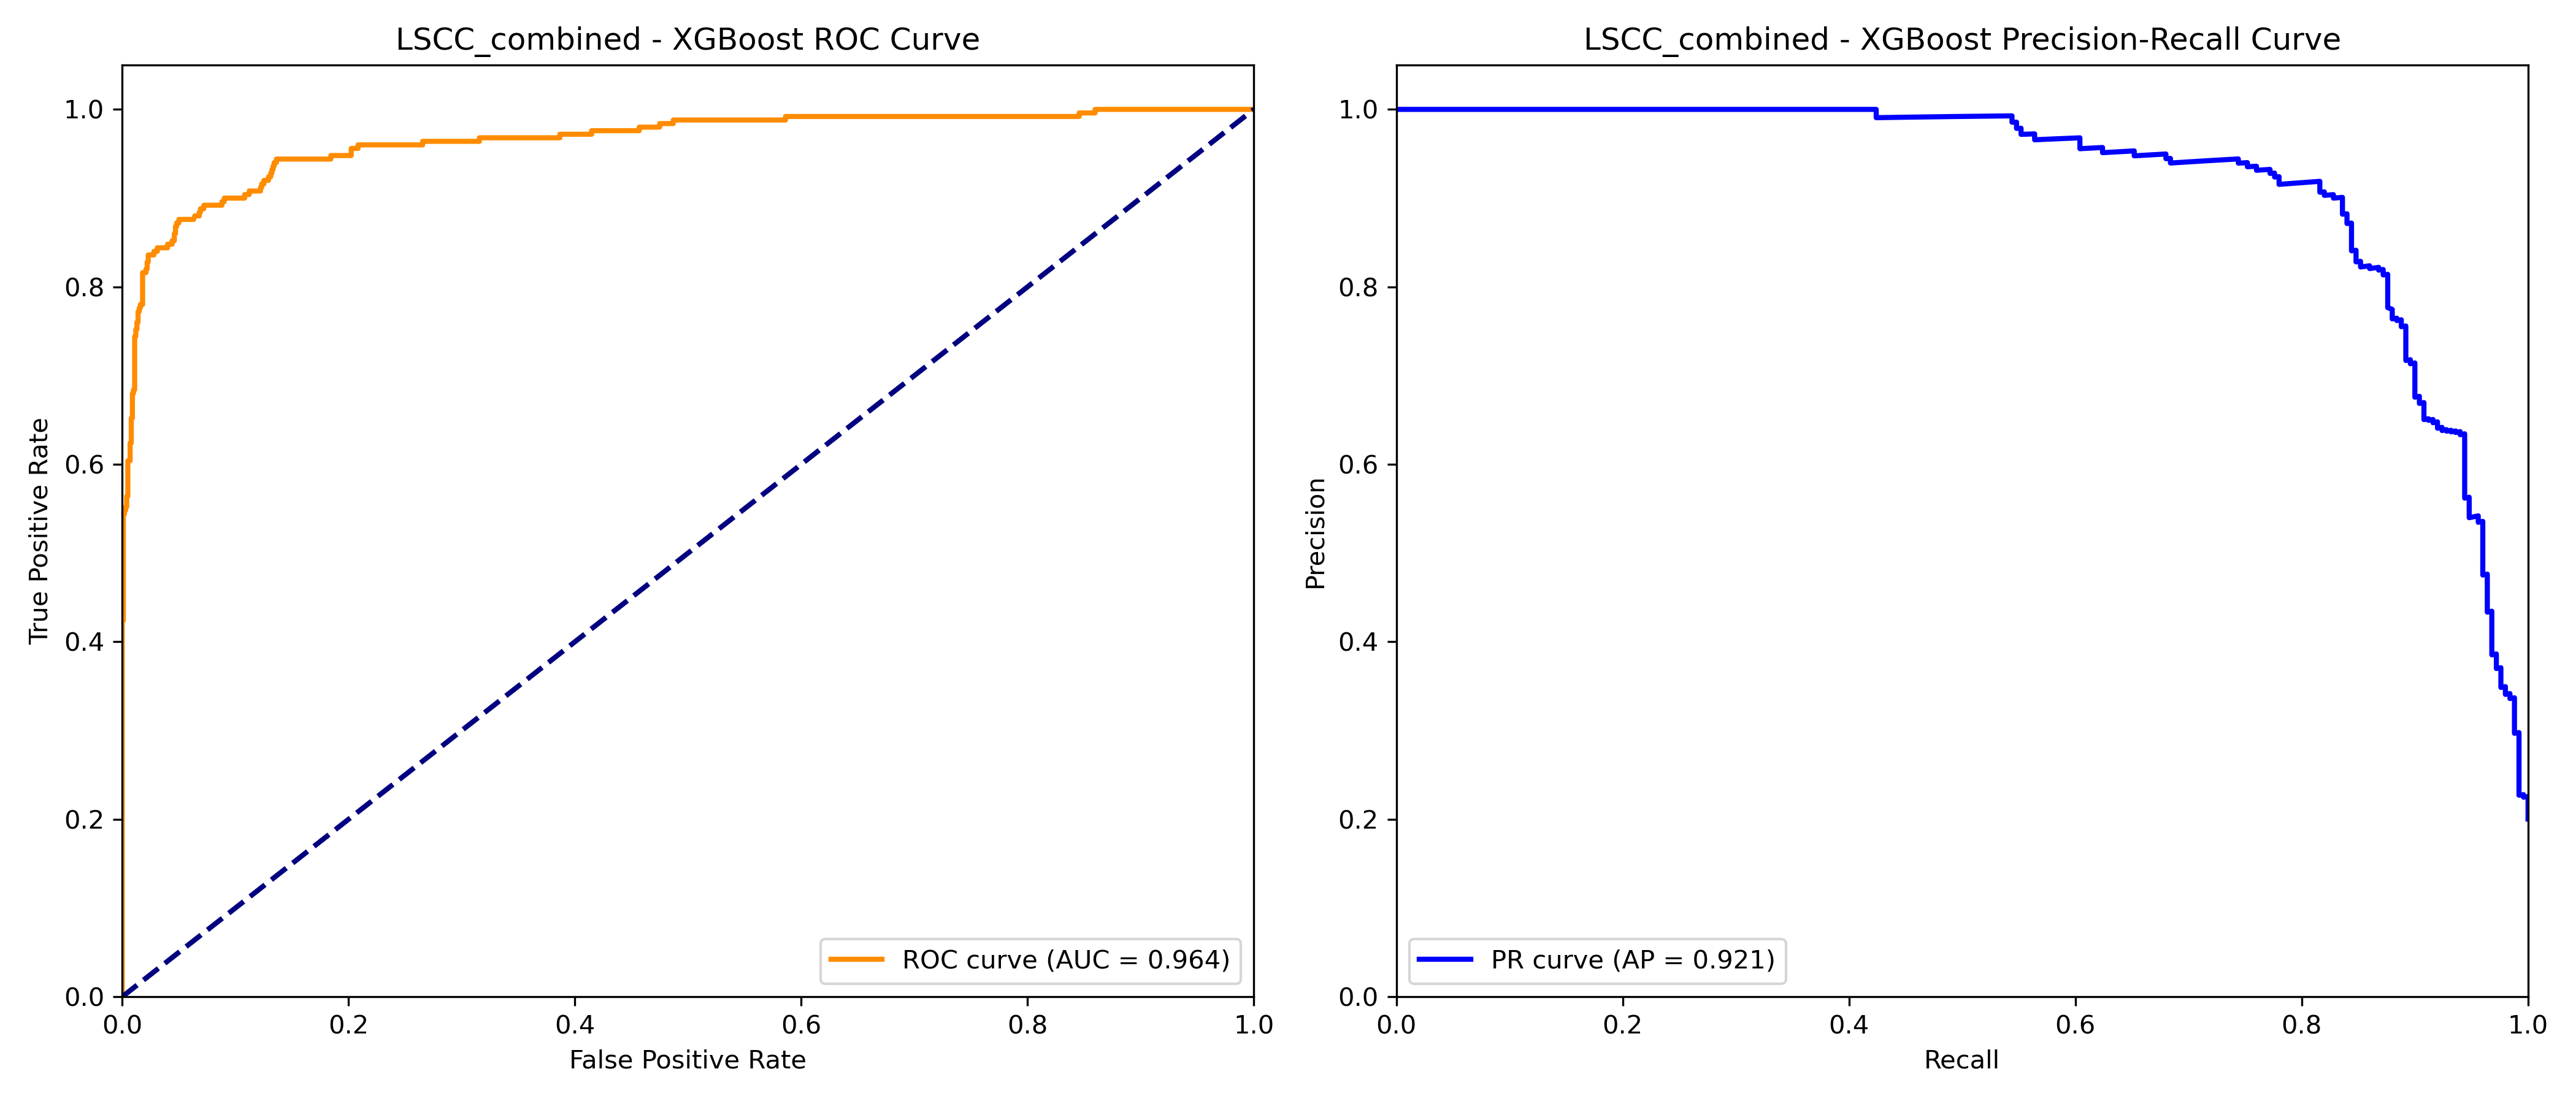 LSCC_combined - XGBoost ROC Curve
True Positive Rate
1.0
0.8
0.6
0.4
0.2
0.0
0.0 0.2 0.4 0.6 0.8 1.0
False Positive Rate
ROC curve (AUC = 0.964)
LSCC_combined - XGBoost Precision-Recall Curve
Precision
1.0
0.8
0.6
0.4
0.2
0.0
0.0 0.2 0.4 0.6 0.8 1.0
Recall
PR curve (AP = 0.921)